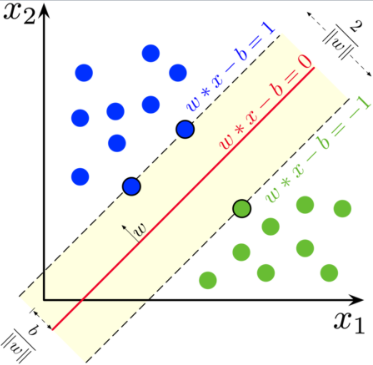 x₂
w * x − b = 1
2
‖w‖
w * x − b = 0
w * x − b = −1
w
b
‖w‖
x₁